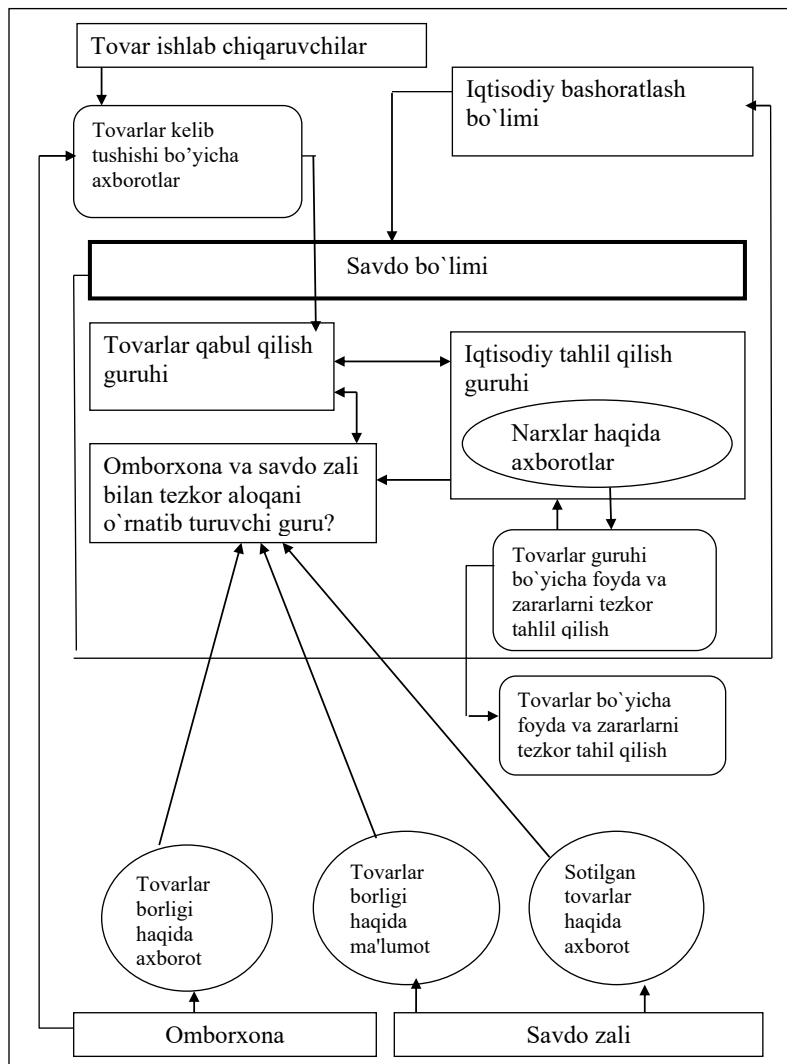 Tovar ishlab chiqaruvchilar
Iqtisodiy bashoratlash
bo`limi
Tovarlar kelib
tushishi bo’yicha
axborotlar
Savdo bo`limi
Tovarlar qabul qilish
guruhi
Iqtisodiy tahlil qilish
guruhi
Narxlar haqida
axborotlar
Omborxona va savdo zali
bilan tezkor aloqani
o`rnatib turuvchi guru?
Tovarlar guruhi
bo`yicha foyda va
zararlarni tezkor
tahlil qilish
Tovarlar bo`yicha
foyda va zararlarni
tezkor tahil qilish
Tovarlar
borligi
haqida
axborot
Tovarlar
borligi
haqida
ma'lumot
Sotilgan
tovarlar
haqida
axborot
Omborxona
Savdo zali